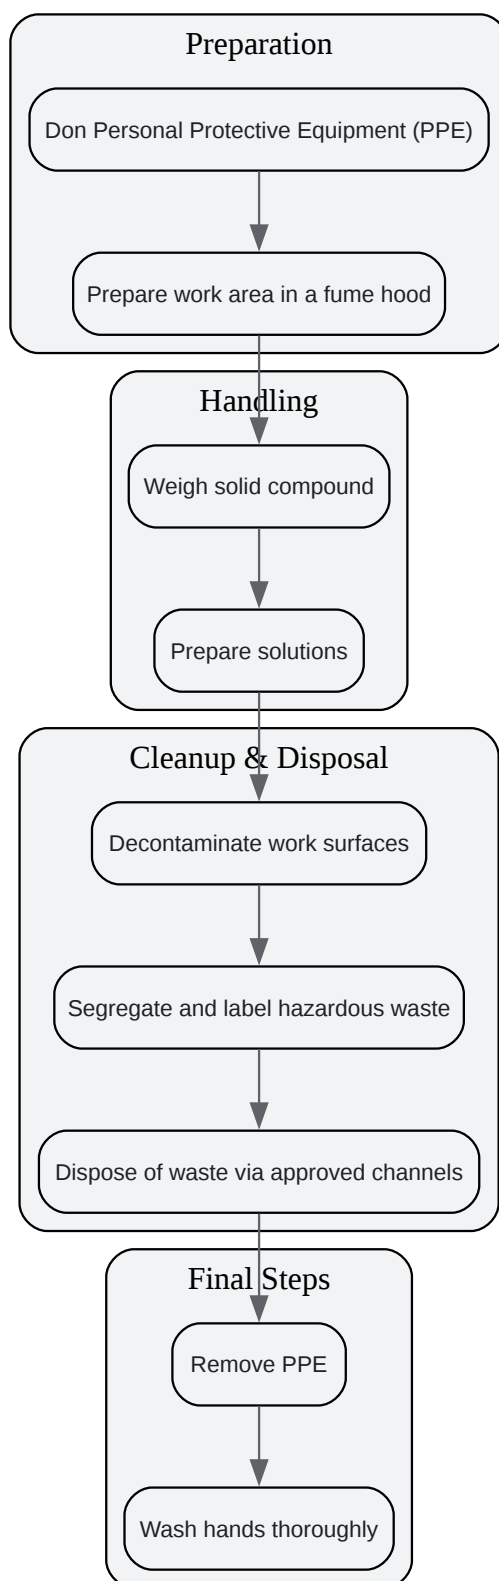 Preparation
Don Personal Protective Equipment (PPE)
Prepare work area in a fume hood
Handling
Weigh solid compound
Prepare solutions
Cleanup & Disposal
Decontaminate work surfaces
Segregate and label hazardous waste
Dispose of waste via approved channels
Final Steps
Remove PPE
Wash hands thoroughly